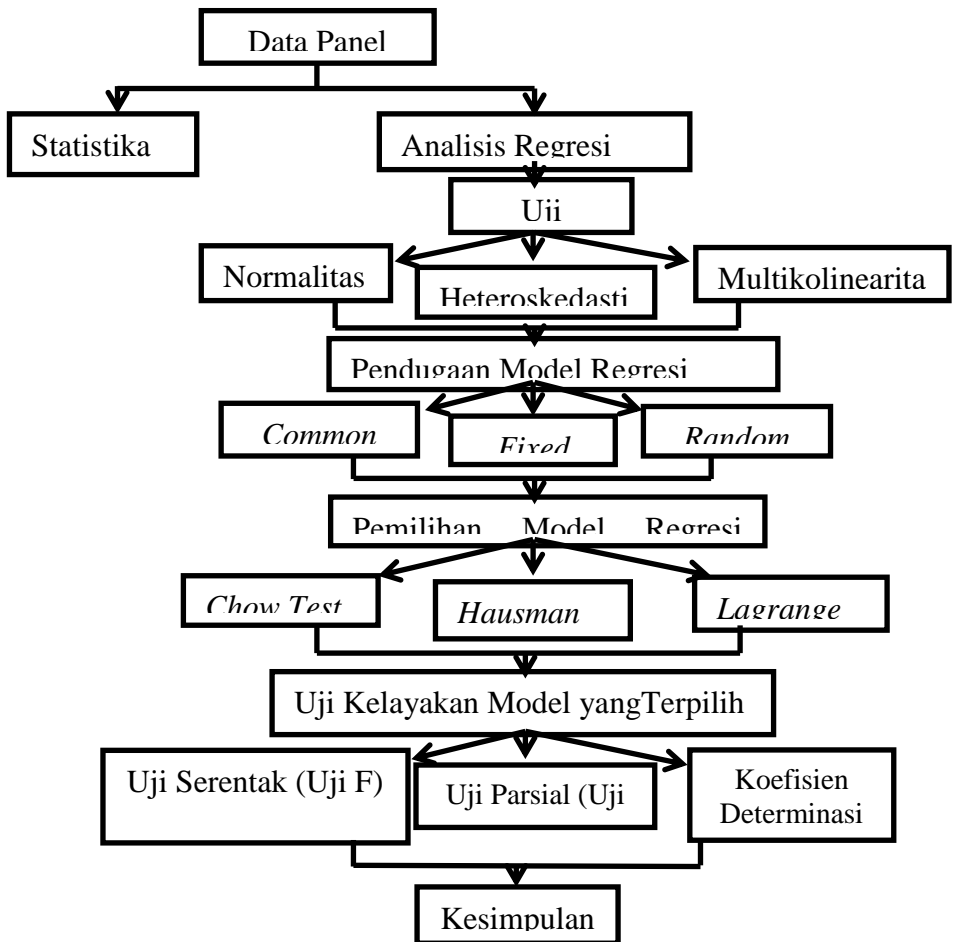 Data Panel
Statistika
Analisis Regresi
Uji
Normalitas
Heteroskedasti
Multikolinearita
Pendugaan Model Regresi
Common
Fixed
Random
Pemilihan Model Regresi
Chow Test
Hausman
Lagrange
Uji Kelayakan Model yangTerpilih
Uji Serentak (Uji F)
Uji Parsial (Uji
Koefisien
Determinasi
Kesimpulan